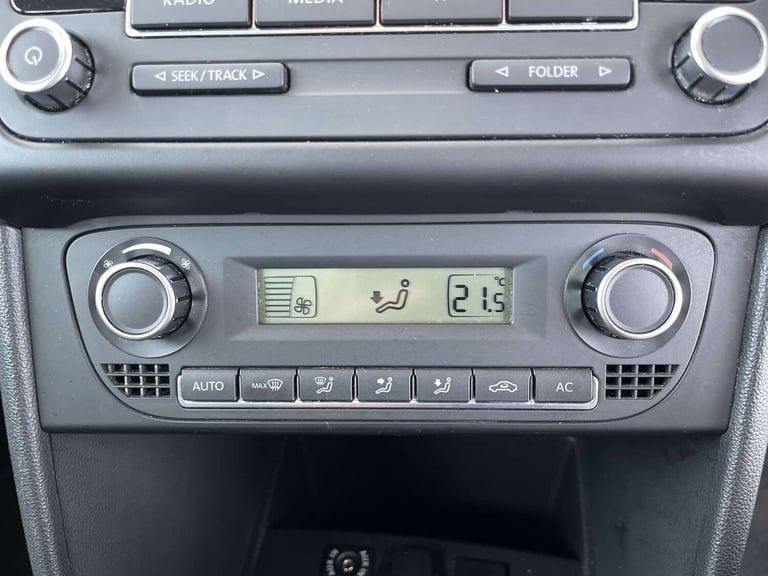 RADIO MEDIA
SEEK/TRACK FOLDER
21.5 °C
AUTO MAX AC